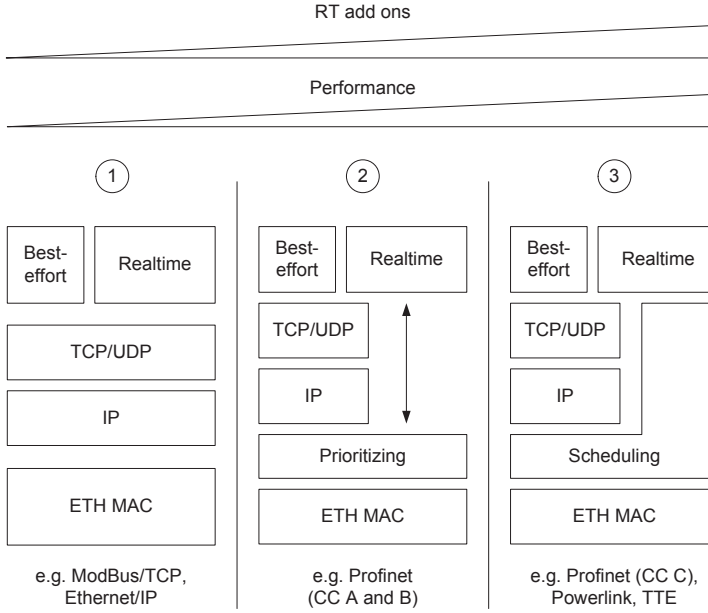 RT add ons
Performance
1
2
3
Best-
effort
Realtime
TCP/UDP
IP
ETH MAC
e.g. ModBus/TCP,
Ethernet/IP
Best-
effort
Realtime
TCP/UDP
IP
Prioritizing
ETH MAC
e.g. Profinet
(CC A and B)
Best-
effort
Realtime
TCP/UDP
IP
Scheduling
ETH MAC
e.g. Profinet (CC C),
Powerlink, TTE